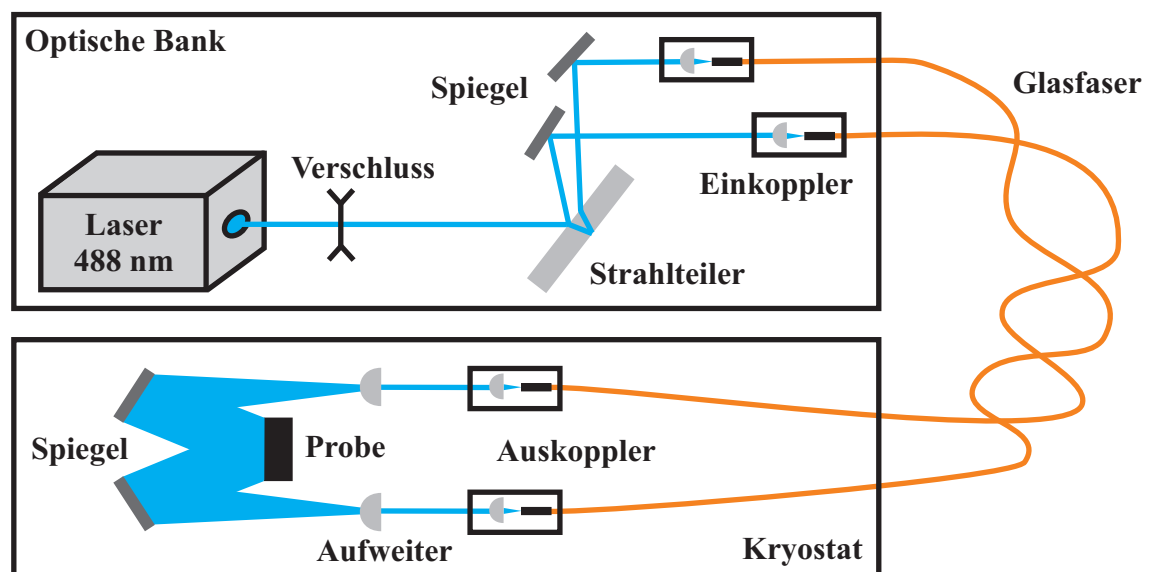 Optische Bank
Spiegel
Glasfaser
Verschluss
Einkoppler
Laser
488 nm
Strahlteiler
Spiegel
Probe
Auskoppler
Aufweiter
Kryostat